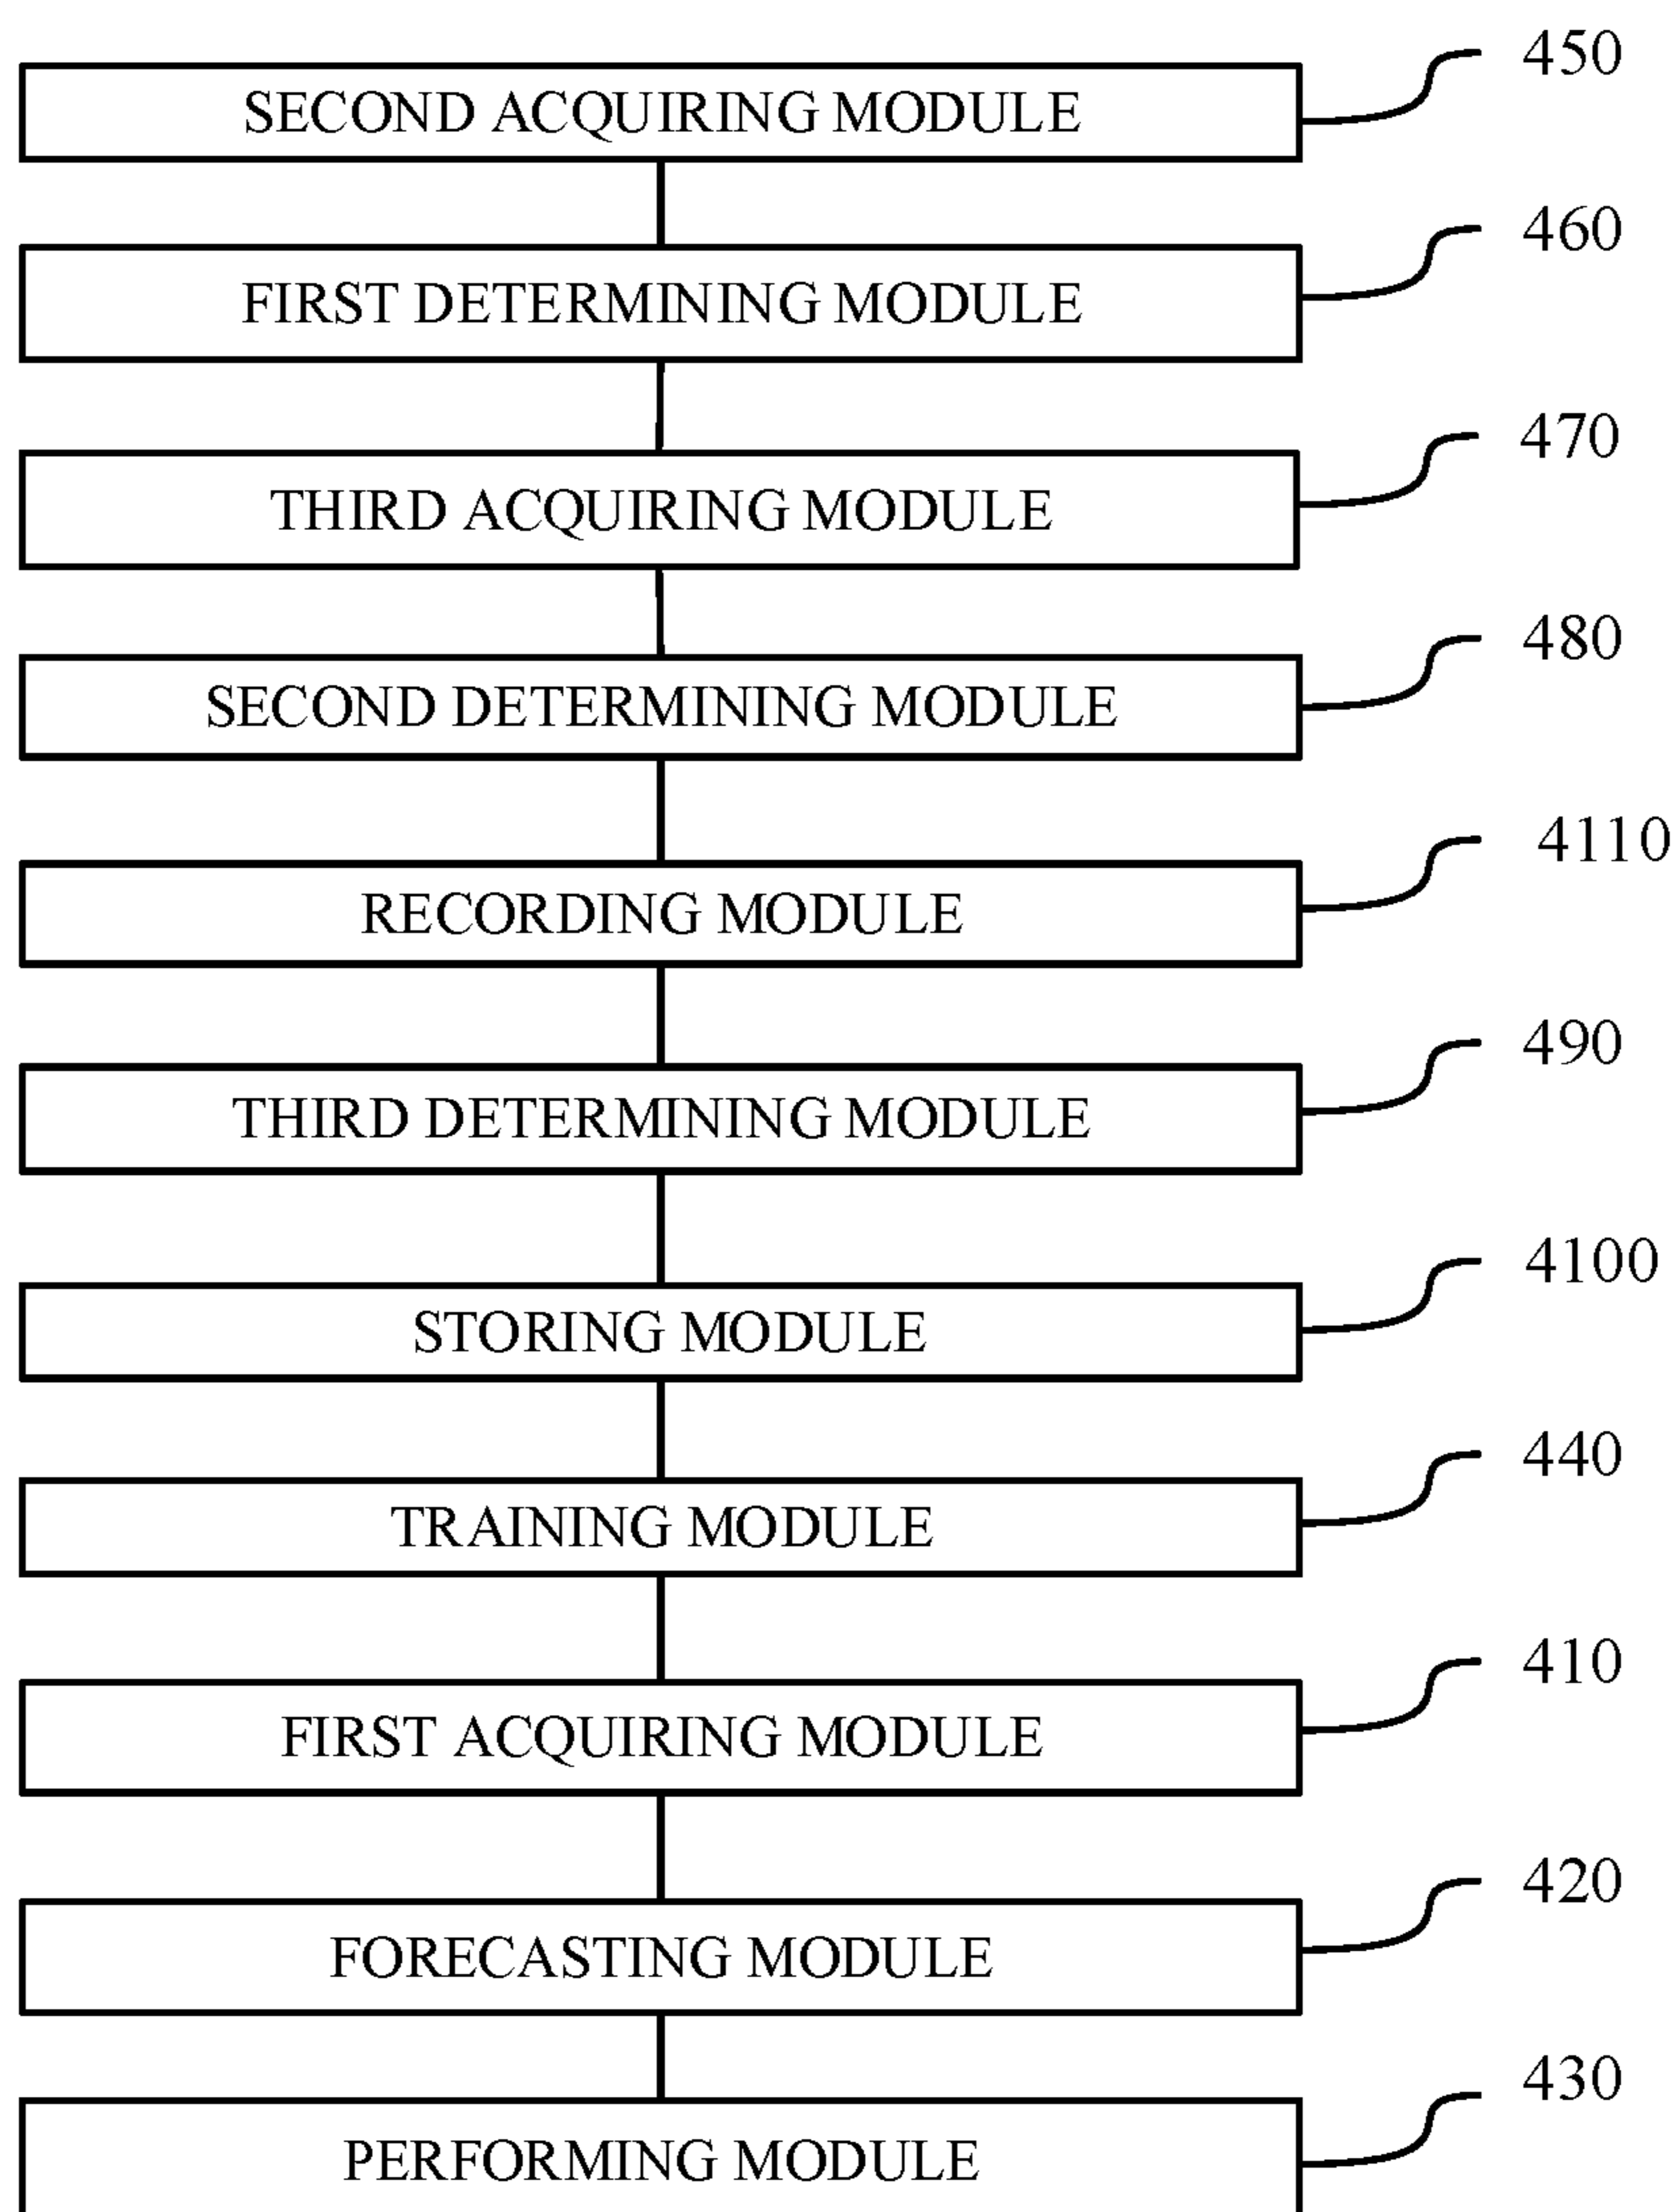 450
SECOND ACQUIRING MODULE
460
FIRST DETERMINING MODULE
470
THIRD ACQUIRING MODULE
480
SECOND DETERMINING MODULE
4110
RECORDING MODULE
490
THIRD DETERMINING MODULE
4100
STORING MODULE
440
TRAINING MODULE
410
FIRST ACQUIRING MODULE
420
FORECASTING MODULE
430
PERFORMING MODULE